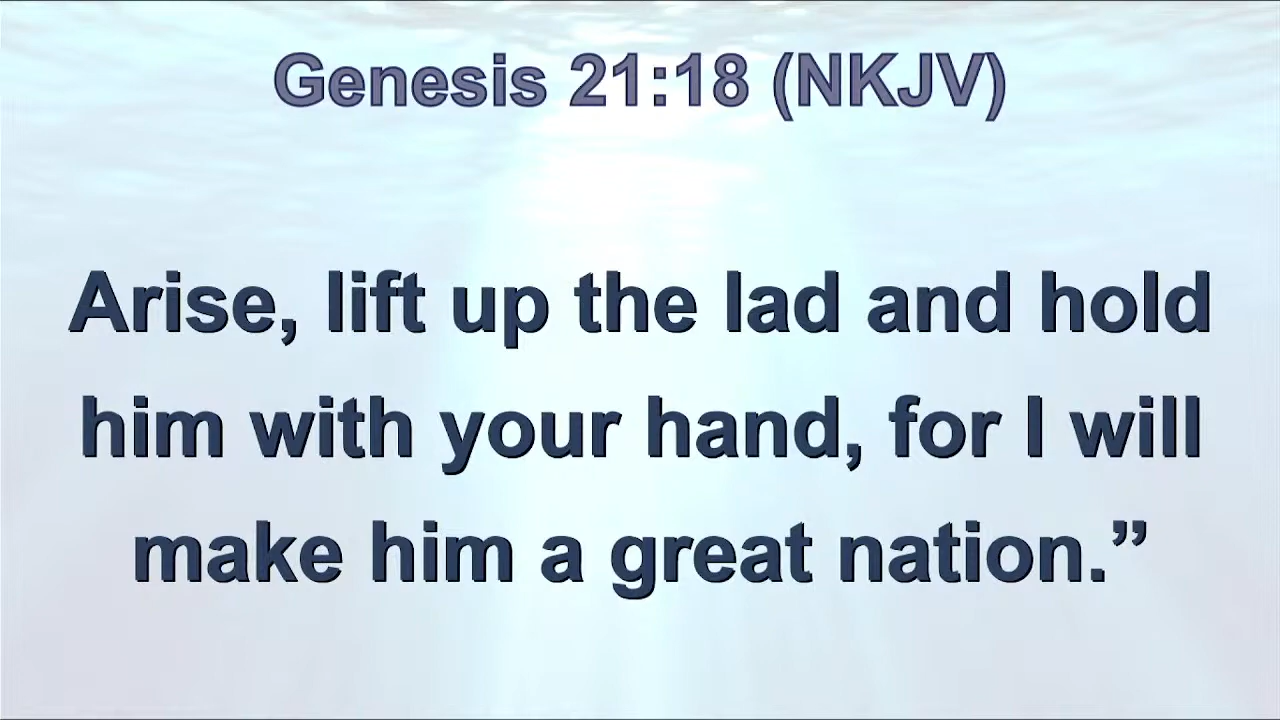 Genesis 21:18 (NKJV)
Arise, lift up the lad and hold
him with your hand, for I will
make him a great nation.”